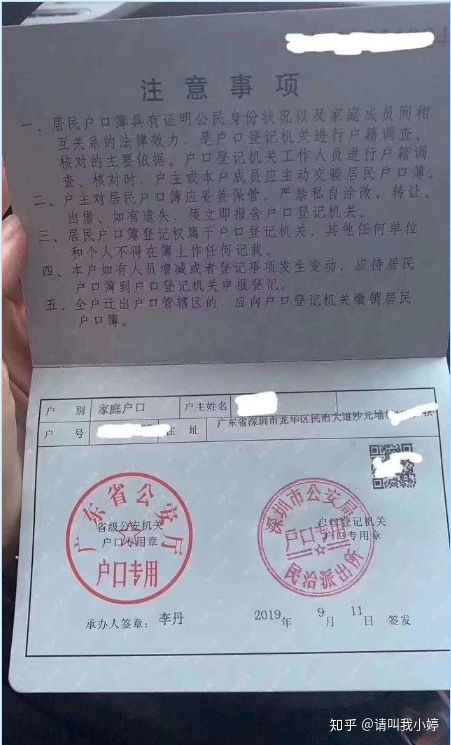 注意事项
一、居民户口簿具有证明公民身份状况以及家庭成员间相
互关系的法律效力，是户口登记机关进行户籍调查、
核对的主要依据。户口登记机关工作人员进行户籍调
查、核对时，户主或本户成员应主动交验居民户口簿。
二、户主对居民户口簿应妥善保管，严禁私自涂改、转让、
出借。如有遗失，须立即报告户口登记机关。
三、居民户口簿登记权属于户口登记机关，其他任何单位
和个人不得在簿上作任何记载。
四、本户如有人员增减或者登记事项发生变动，应持居民
户口簿到户口登记机关申报登记。
五、全户迁出户口管辖区的，应向户口登记机关缴销居民
户口簿。
户 别 家庭户口 户主姓名
户 号 住 址 广东省深圳市龙华区民治大道沙元埔
广东省公安厅
省级公安机关
户口专用章
户口专用
深圳市公安局
户口登记机关
户口专用章
户口专用
民治派出所
承办人签章：李丹 2019年 9月 11日 签发
知乎 @请叫我小婷